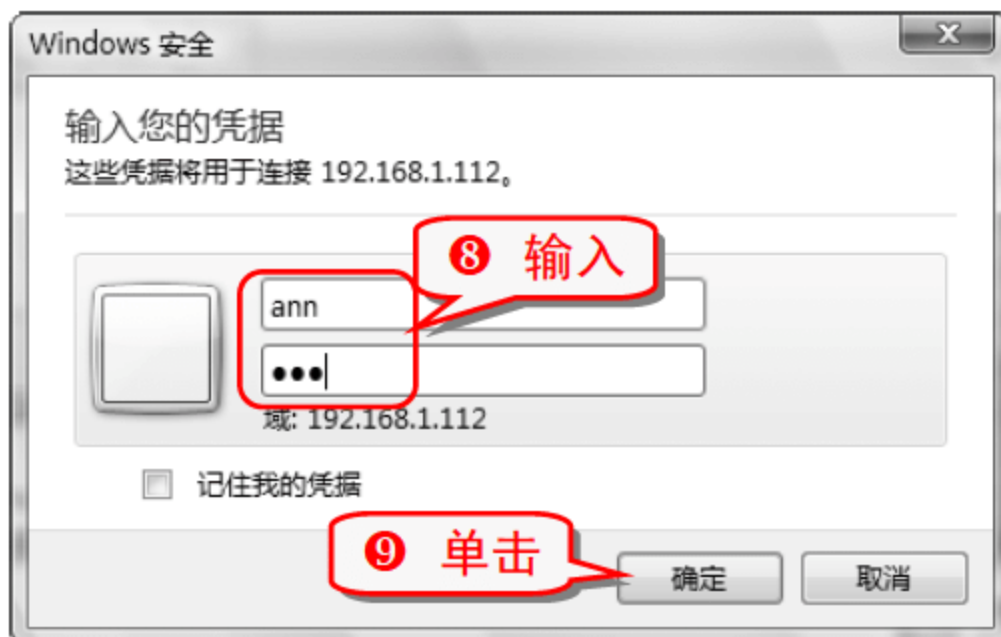 Windows 安全
输入您的凭据
这些凭据将用于连接 192.168.1.112。
❽ 输入
ann
●●●
域: 192.168.1.112
记住我的凭据
❾ 单击
确定
取消